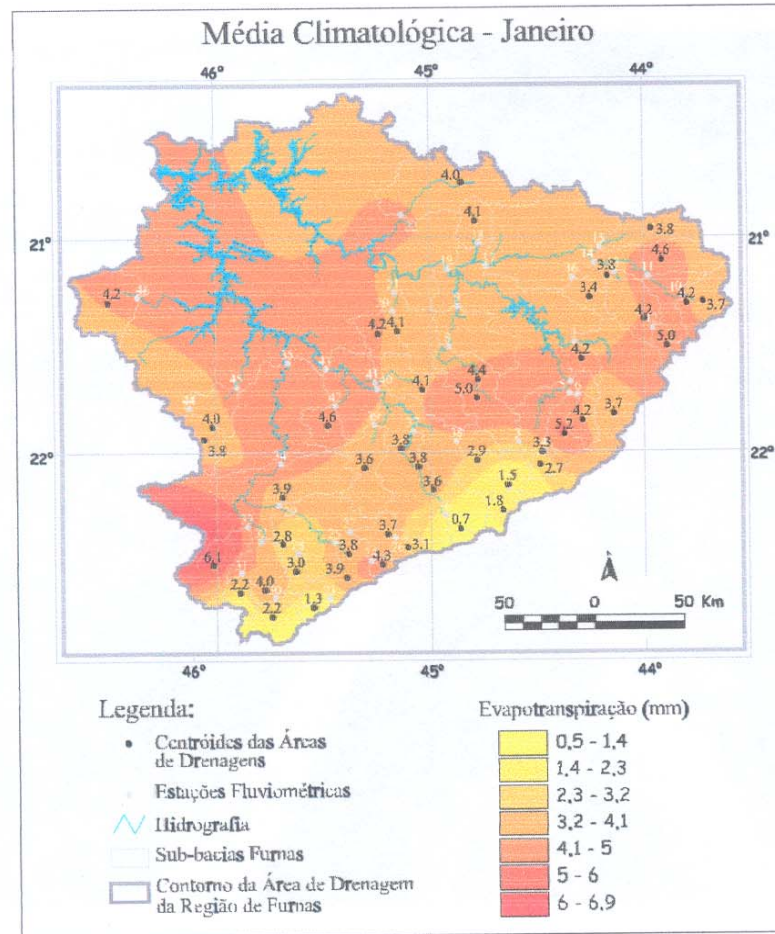 Média Climatológica - Janeiro
46° 45° 44°
4.0
4.1
3.8
21° 21°
4.6
3.8
4.2
3.4
4.2 3.7
4.2
4.2 4.1
5.0
4.2
4.4
4.1
5.0
3.7
4.2
4.0
4.6
5.2
3.8
3.8
3.3
22° 22°
3.6
3.8
2.9
2.7
3.6
1.5
3.9
1.8
0.7
3.7
2.8
3.8
3.1
6.1
3.0
4.3
3.9
4.0
2.2
1.3
2.2
50 0 50 Km
46° 45° 44°
Legenda:
Centróides das Áreas
de Drenagens
Estações Fluviométricas
Hidrografia
Sub-bacias Furnas
Contorno da Área de Drenagem
da Região de Furnas
Evapotranspiração (mm)
0,5 - 1,4
1,4 - 2,3
2,3 - 3,2
3,2 - 4,1
4,1 - 5
5 - 6
6 - 6,9